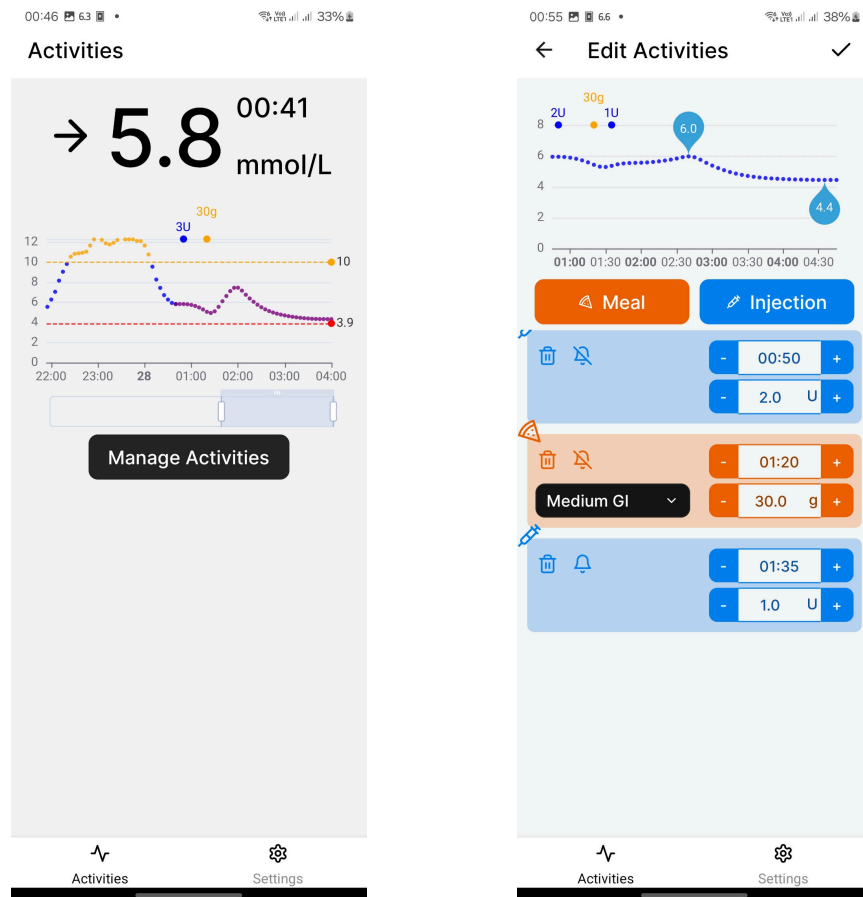 00:46 6.3 33%
Activities
5.8
00:41
mmol/L
30g
3U
12
10
8
6
4
2
0
10
3.9
22:00 23:00 28 01:00 02:00 03:00 04:00
Manage Activities
Activities Settings
00:55 6.6 38%
Edit Activities
30g
2U 1U
8
6
4
2
0
6.0
4.4
01:00 01:30 02:00 02:30 03:00 03:30 04:00 04:30
Meal Injection
- 00:50 +
- 2.0 U +
- 01:20 +
Medium GI - 30.0 g +
- 01:35 +
- 1.0 U +
Activities Settings